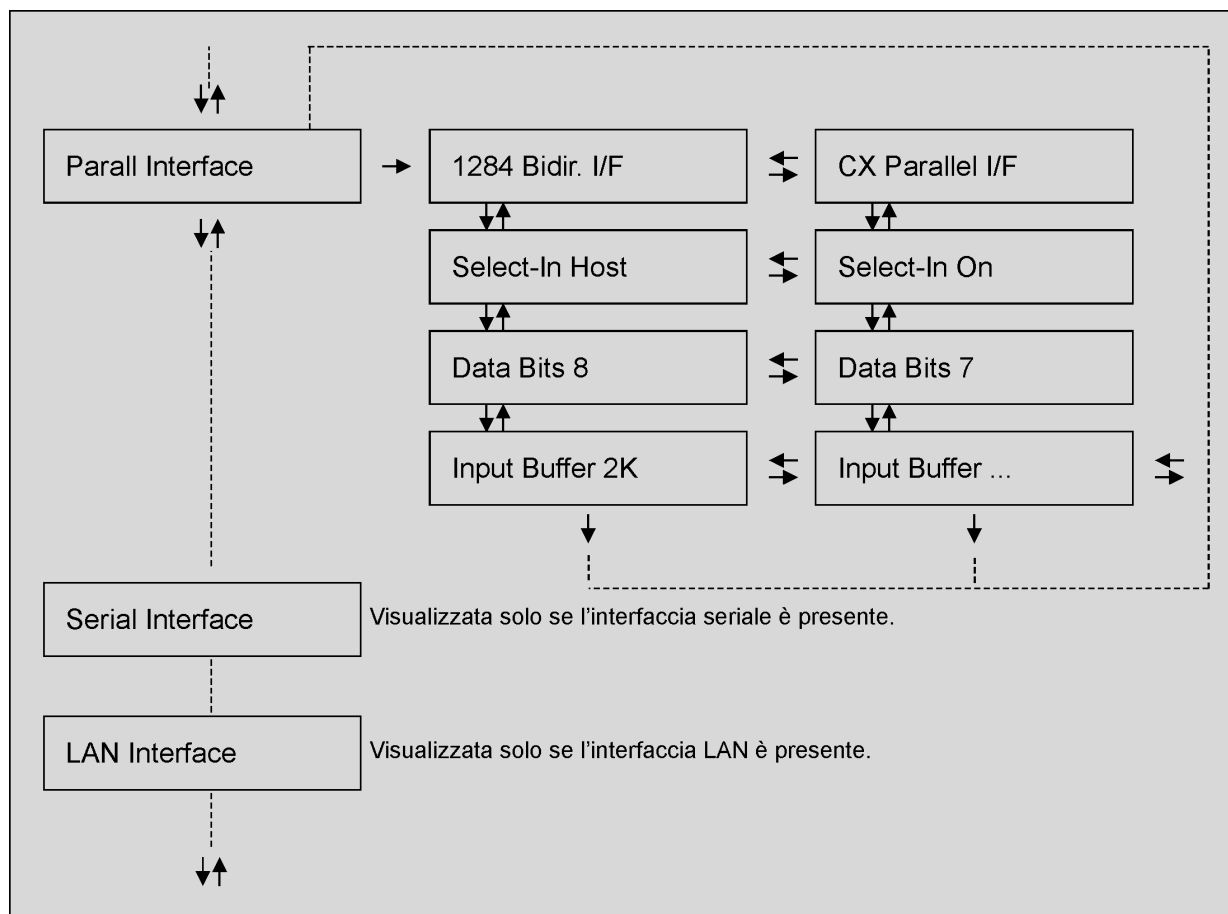 Parall Interface
1284 Bidir. I/F
CX Parallel I/F
Select-In Host
Select-In On
Data Bits 8
Data Bits 7
Input Buffer 2K
Input Buffer ...
Serial Interface
Visualizzata solo se l’interfaccia seriale è presente.
LAN Interface
Visualizzata solo se l’interfaccia LAN è presente.